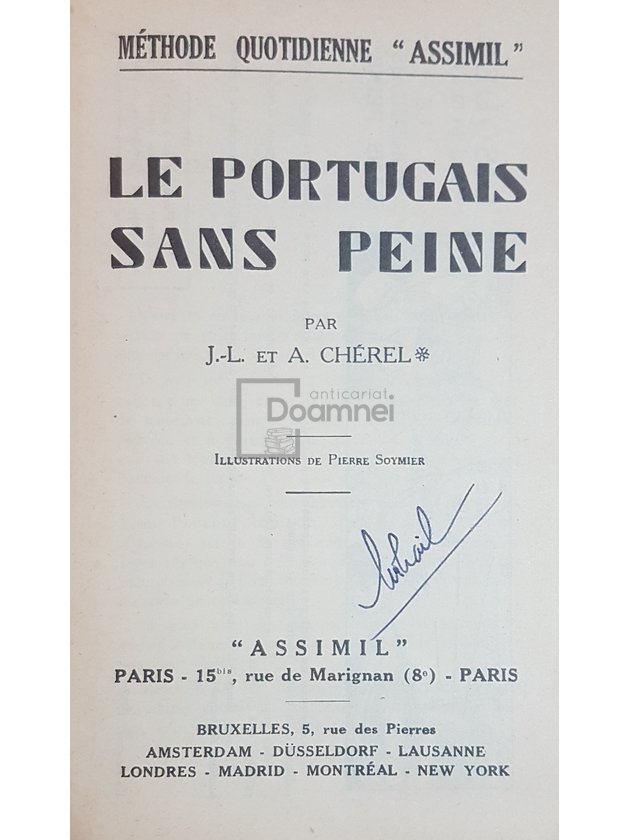 MÉTHODE QUOTIDIENNE “ASSIMIL”
LE PORTUGAIS
SANS PEINE
PAR
J.-L. ET A. CHÉREL
anticariat
Doamnei
ILLUSTRATIONS DE PIERRE SOYMIER
“ASSIMIL”
PARIS - 15bis, rue de Marignan (8e) - PARIS
BRUXELLES, 5, rue des Pierres
AMSTERDAM - DÜSSELDORF - LAUSANNE
LONDRES - MADRID - MONTRÉAL - NEW YORK